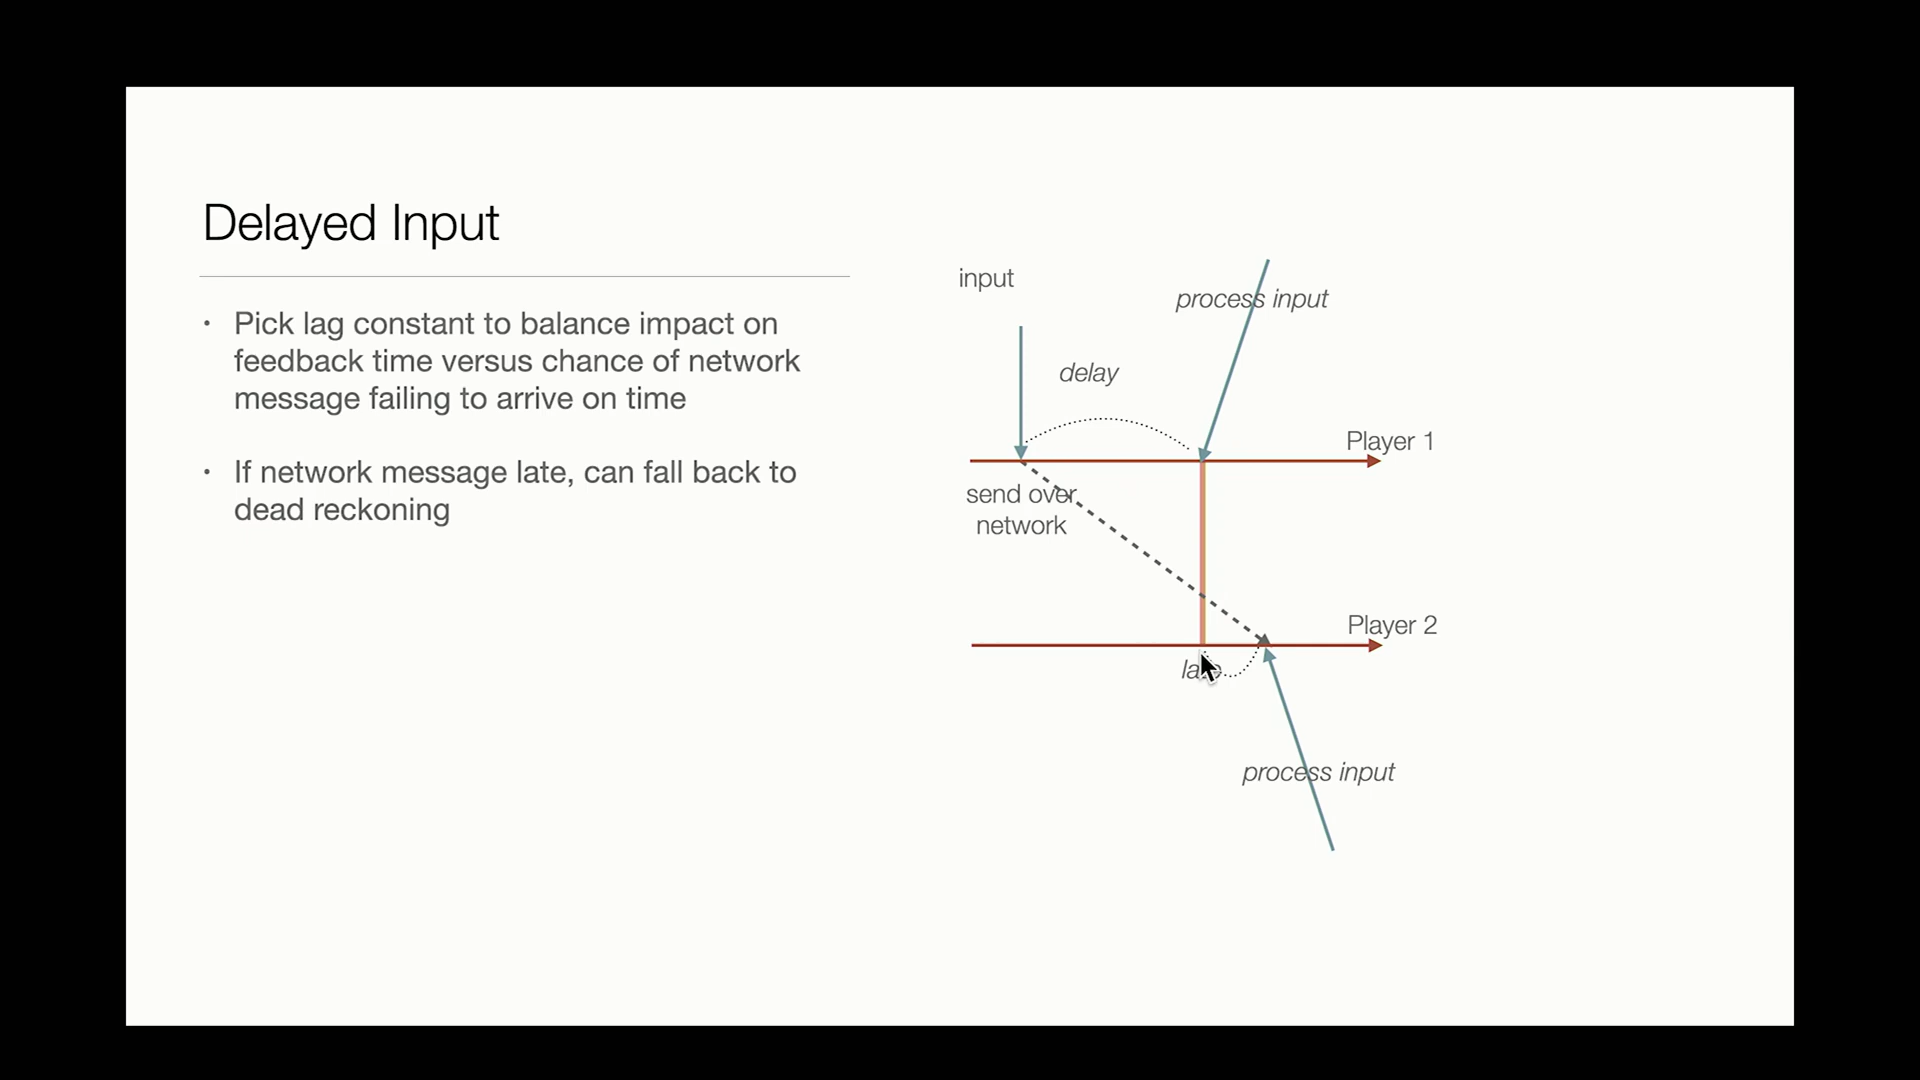 Delayed Input
• Pick lag constant to balance impact on
feedback time versus chance of network
message failing to arrive on time
• If network message late, can fall back to
dead reckoning
input
process input
delay
Player 1
send over
network
Player 2
late
process input